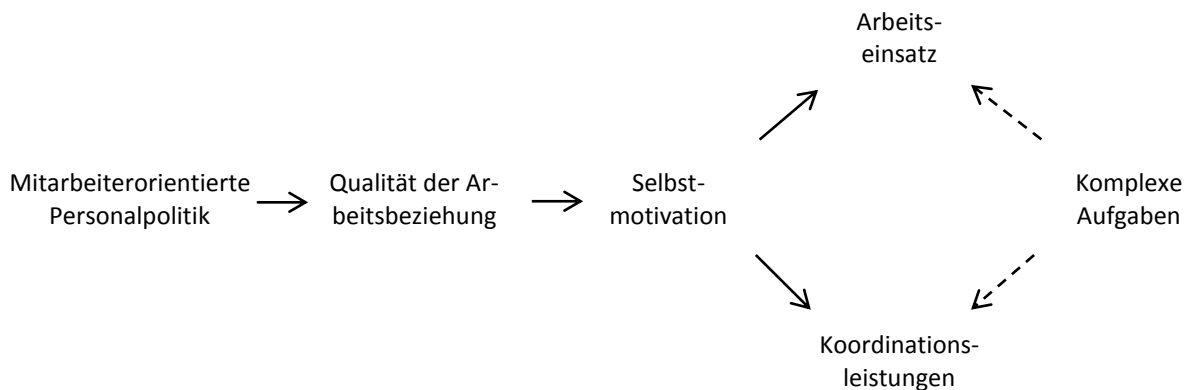 Arbeits-
einsatz
Mitarbeiterorientierte
Personalpolitik
Qualität der Ar-
beitsbeziehung
Selbst-
motivation
Komplexe
Aufgaben
Koordinations-
leistungen